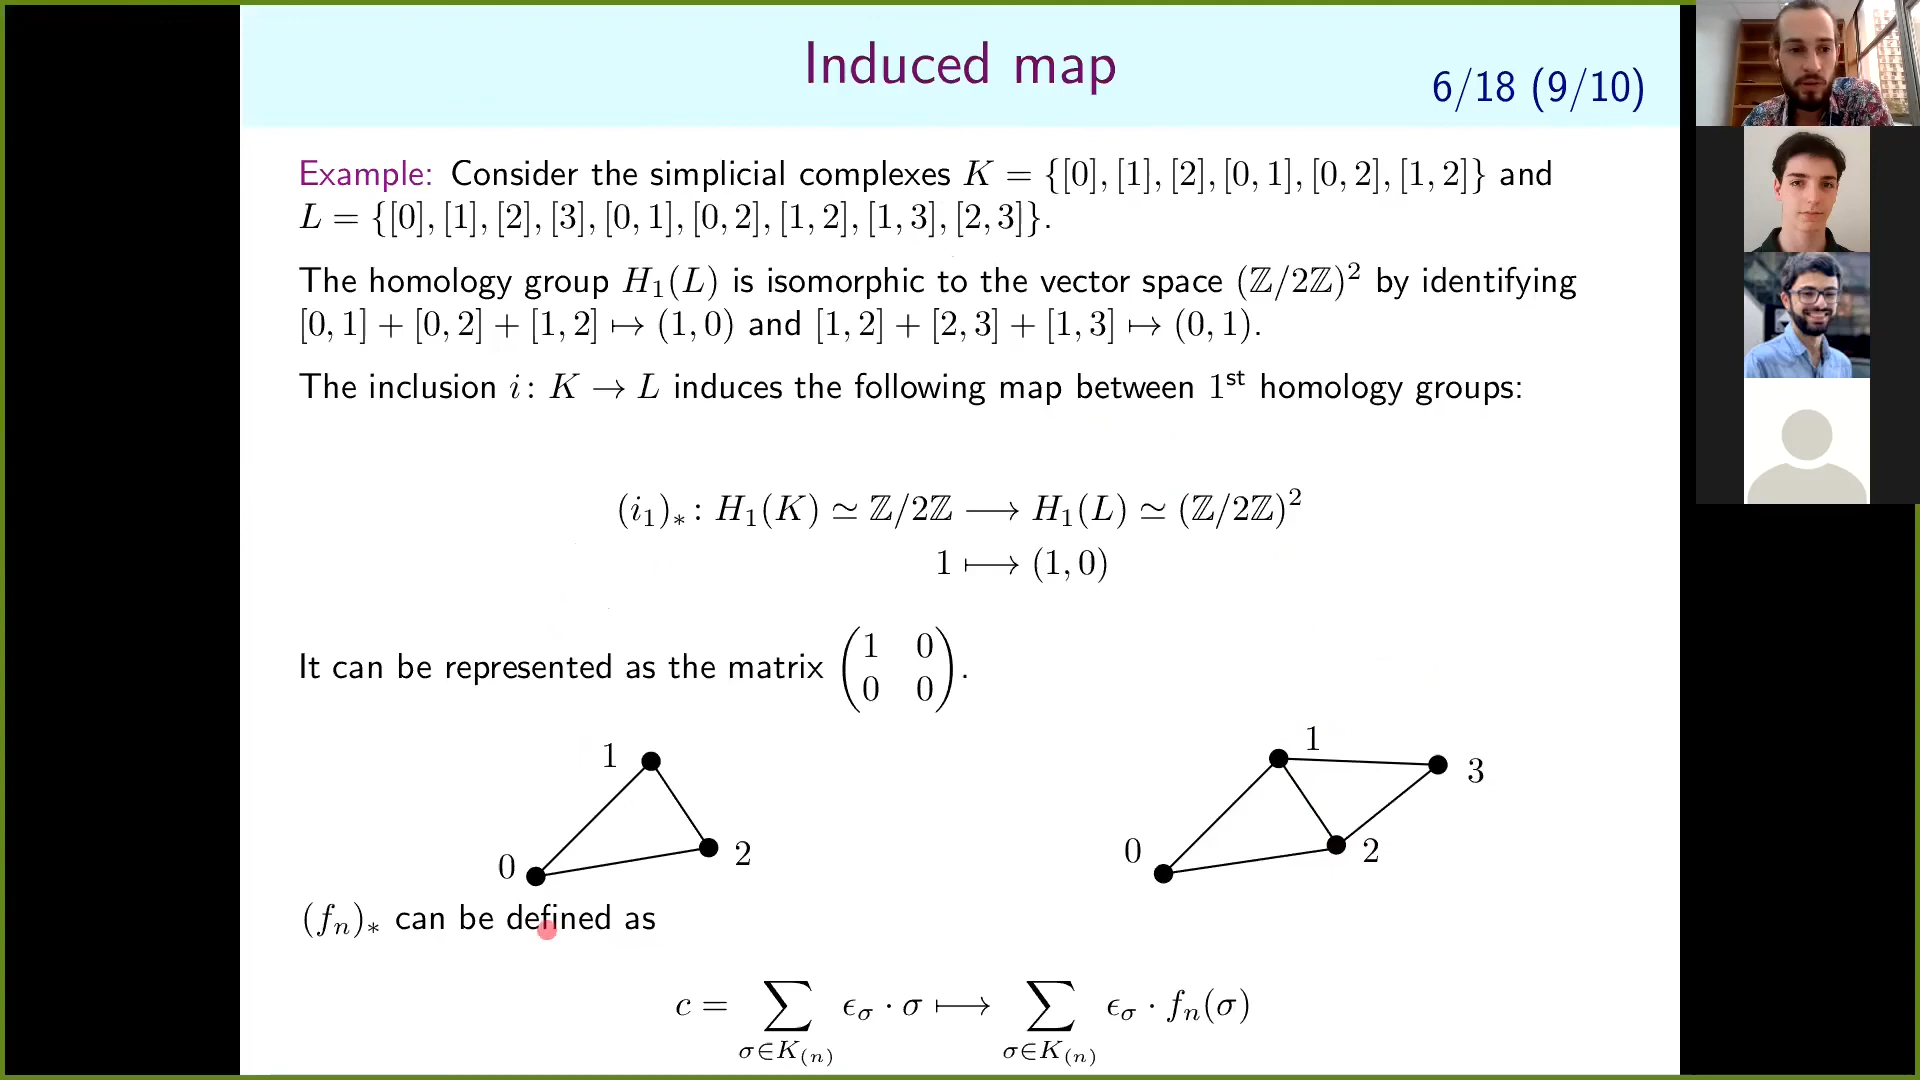 Induced map
6/18 (9/10)
Example: Consider the simplicial complexes K = {[0], [1], [2], [0, 1], [0, 2], [1, 2]} and
L = {[0], [1], [2], [3], [0, 1], [0, 2], [1, 2], [1, 3], [2, 3]}.
The homology group H₁(L) is isomorphic to the vector space (ℤ/2ℤ)² by identifying
[0, 1] + [0, 2] + [1, 2] ↦ (1, 0) and [1, 2] + [2, 3] + [1, 3] ↦ (0, 1).
The inclusion i: K → L induces the following map between 1ˢᵗ homology groups:
(i₁)∗: H₁(K) ≃ ℤ/2ℤ ⟶ H₁(L) ≃ (ℤ/2ℤ)²
1 ⟼ (1, 0)
It can be represented as the matrix (1 0
0 0).
1
0
2
1
3
0
2
(fₙ)∗ can be defined as
c = ∑ ϵ_σ · σ ⟼ ∑ ϵ_σ · fₙ(σ)
σ∈K₍ₙ₎ σ∈K₍ₙ₎